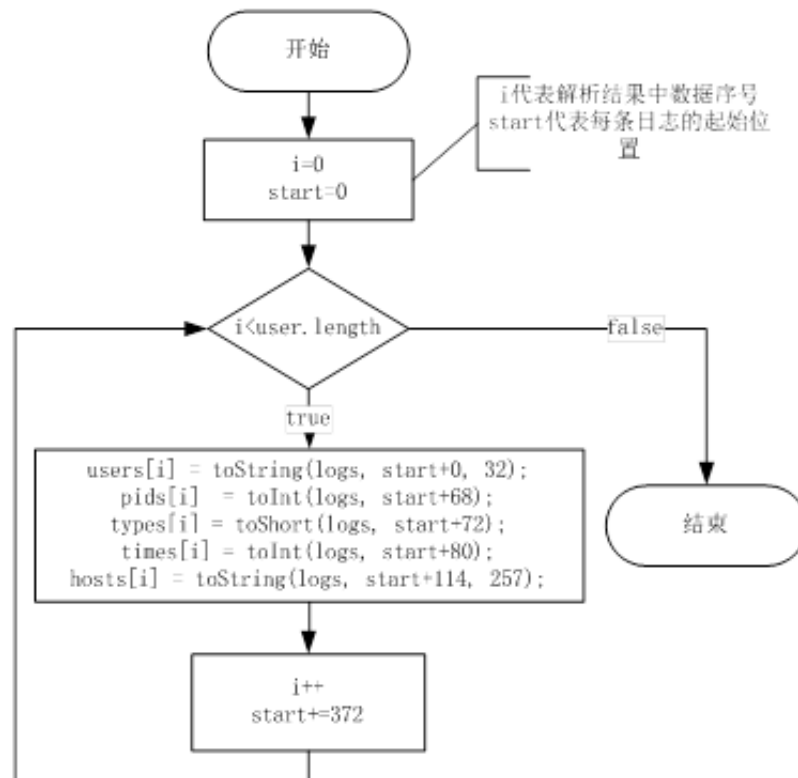 开始
i代表解析结果中数据序号
start代表每条日志的起始位
置
i=0
start=0
i<user.length
false
true
users[i] = toString(logs, start+0, 32);
pids[i]  = toInt(logs, start+68);
types[i] = toShort(logs, start+72);
times[i] = toInt(logs, start+80);
hosts[i] = toString(logs, start+114, 257);
结束
i++
start+=372